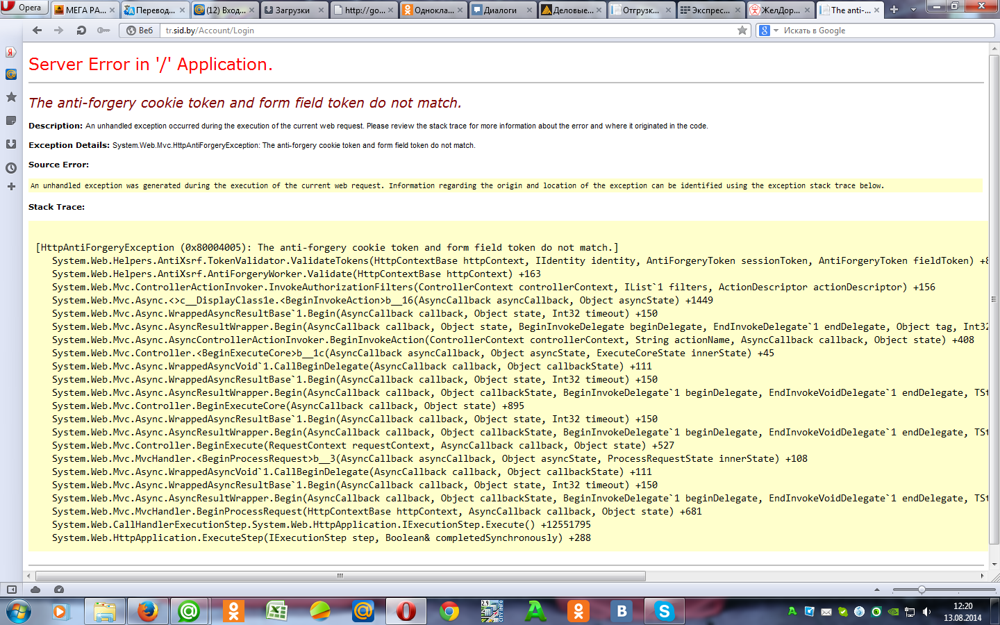 Opera
МЕГА РА...
Перевод...
(12) Вход...
Загрузки
http://go...
Однокла...
Диалоги
Деловые...
Отгрузк...
Экспрес...
ЖелДор...
The anti-...
Веб
tr.sid.by/Account/Login
Искать в Google
Server Error in '/' Application.
The anti-forgery cookie token and form field token do not match.
Description: An unhandled exception occurred during the execution of the current web request. Please review the stack trace for more information about the error and where it originated in the code.
Exception Details: System.Web.Mvc.HttpAntiForgeryException: The anti-forgery cookie token and form field token do not match.
Source Error:
An unhandled exception was generated during the execution of the current web request. Information regarding the origin and location of the exception can be identified using the exception stack trace below.
Stack Trace:
[HttpAntiForgeryException (0x80004005): The anti-forgery cookie token and form field token do not match.]
System.Web.Helpers.AntiXsrf.TokenValidator.ValidateTokens(HttpContextBase httpContext, IIdentity identity, AntiForgeryToken sessionToken, AntiForgeryToken fieldToken) +8
System.Web.Helpers.AntiXsrf.AntiForgeryWorker.Validate(HttpContextBase httpContext) +163
System.Web.Mvc.ControllerActionInvoker.InvokeAuthorizationFilters(ControllerContext controllerContext, IList`1 filters, ActionDescriptor actionDescriptor) +156
System.Web.Mvc.Async.<>c__DisplayClass1e.<BeginInvokeAction>b__16(AsyncCallback asyncCallback, Object asyncState) +1449
System.Web.Mvc.Async.WrappedAsyncResultBase`1.Begin(AsyncCallback callback, Object state, Int32 timeout) +150
System.Web.Mvc.Async.AsyncResultWrapper.Begin(AsyncCallback callback, Object state, BeginInvokeDelegate beginDelegate, EndInvokeDelegate`1 endDelegate, Object tag, Int32
System.Web.Mvc.Async.AsyncControllerActionInvoker.BeginInvokeAction(ControllerContext controllerContext, String actionName, AsyncCallback callback, Object state) +408
System.Web.Mvc.Controller.<BeginExecuteCore>b__1c(AsyncCallback asyncCallback, Object asyncState, ExecuteCoreState innerState) +45
System.Web.Mvc.Async.WrappedAsyncVoid`1.CallBeginDelegate(AsyncCallback callback, Object callbackState) +111
System.Web.Mvc.Async.WrappedAsyncResultBase`1.Begin(AsyncCallback callback, Object state, Int32 timeout) +150
System.Web.Mvc.Async.AsyncResultWrapper.Begin(AsyncCallback callback, Object callbackState, BeginInvokeDelegate`1 beginDelegate, EndInvokeVoidDelegate`1 endDelegate, TSt
System.Web.Mvc.Controller.BeginExecuteCore(AsyncCallback callback, Object state) +895
System.Web.Mvc.Async.WrappedAsyncResultBase`1.Begin(AsyncCallback callback, Object state, Int32 timeout) +150
System.Web.Mvc.Async.AsyncResultWrapper.Begin(AsyncCallback callback, Object callbackState, BeginInvokeDelegate`1 beginDelegate, EndInvokeVoidDelegate`1 endDelegate, TSt
System.Web.Mvc.Controller.BeginExecute(RequestContext requestContext, AsyncCallback callback, Object state) +527
System.Web.Mvc.MvcHandler.<BeginProcessRequest>b__3(AsyncCallback asyncCallback, Object asyncState, ProcessRequestState innerState) +108
System.Web.Mvc.Async.WrappedAsyncVoid`1.CallBeginDelegate(AsyncCallback callback, Object callbackState) +111
System.Web.Mvc.Async.WrappedAsyncResultBase`1.Begin(AsyncCallback callback, Object state, Int32 timeout) +150
System.Web.Mvc.Async.AsyncResultWrapper.Begin(AsyncCallback callback, Object callbackState, BeginInvokeDelegate`1 beginDelegate, EndInvokeVoidDelegate`1 endDelegate, TSt
System.Web.Mvc.MvcHandler.BeginProcessRequest(HttpContextBase httpContext, AsyncCallback callback, Object state) +681
System.Web.CallHandlerExecutionStep.System.Web.HttpApplication.IExecutionStep.Execute() +12551795
System.Web.HttpApplication.ExecuteStep(IExecutionStep step, Boolean& completedSynchronously) +288
12:20
13.08.2014